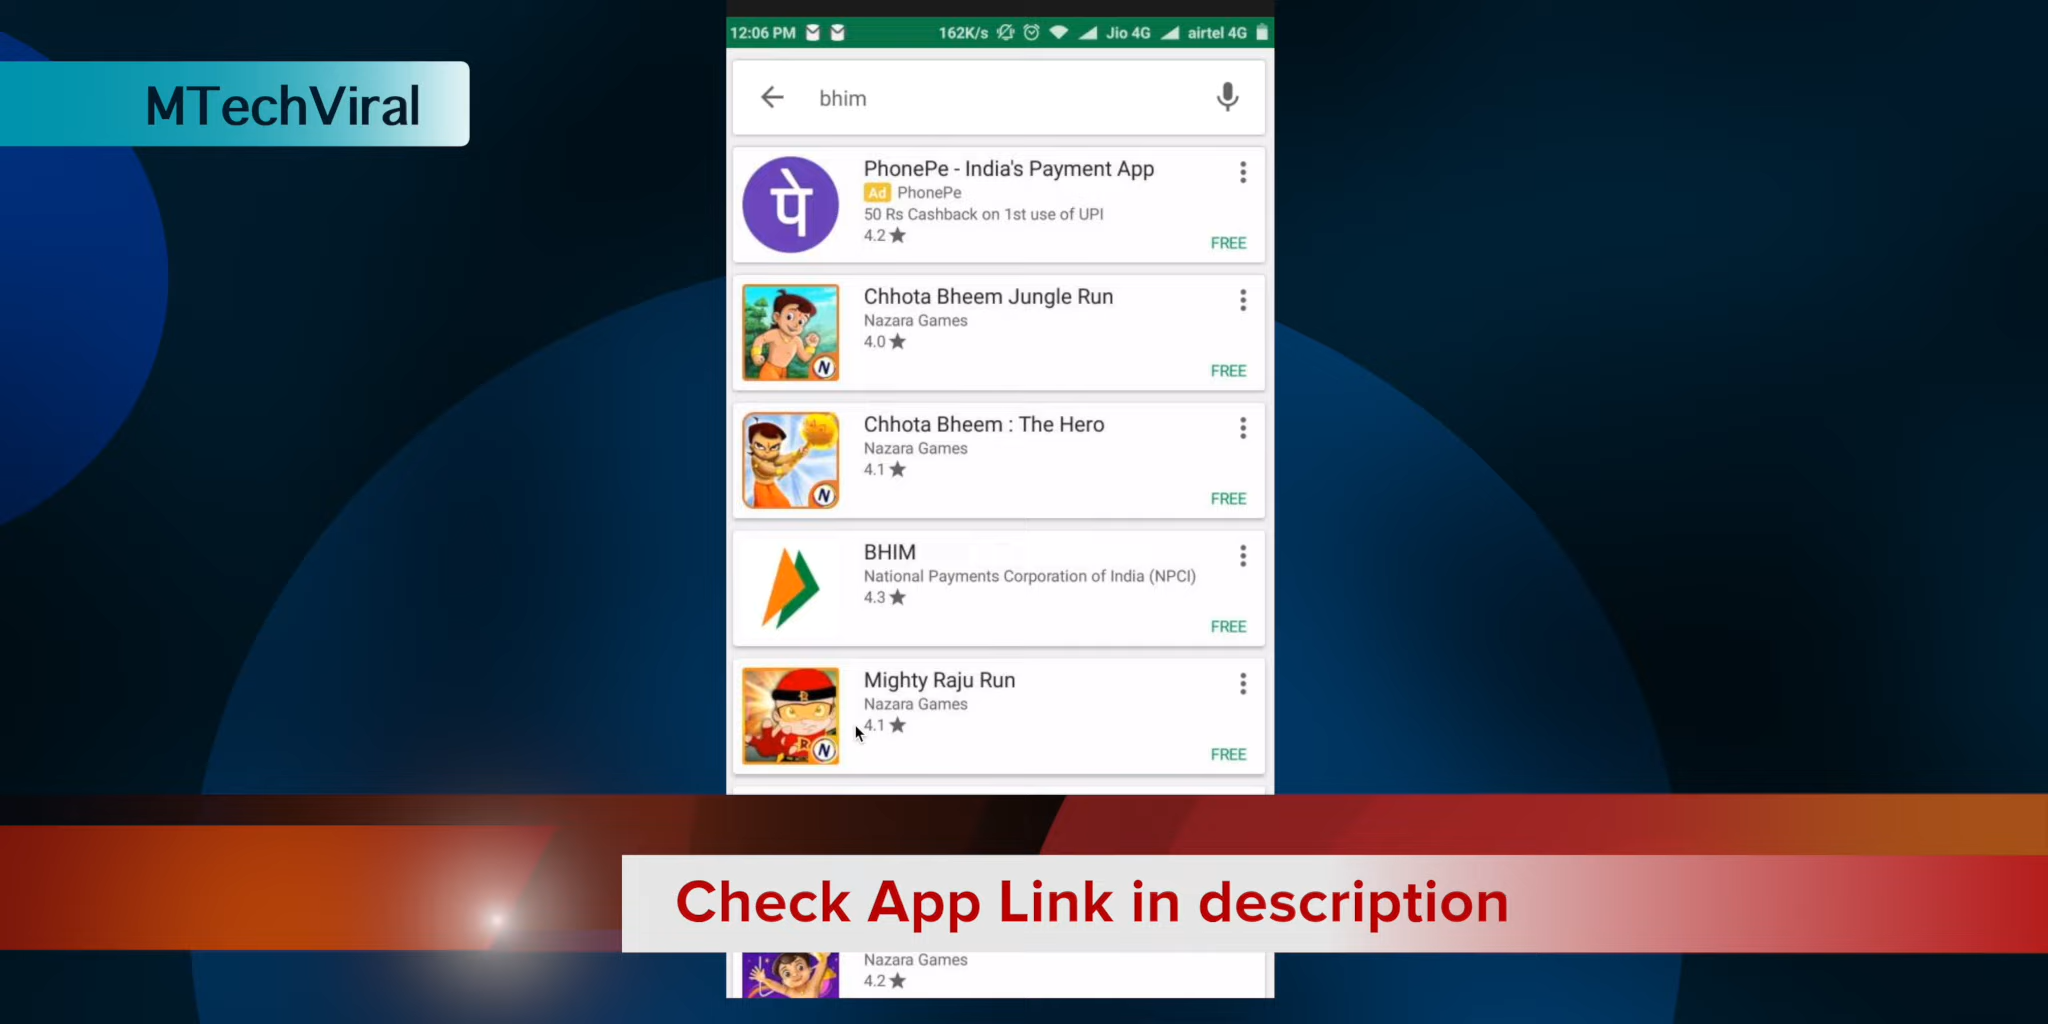 12:06 PM 162K/s Jio 4G airtel 4G
MTechViral
bhim
पे
PhonePe - India's Payment App
Ad PhonePe
50 Rs Cashback on 1st use of UPI
4.2★
FREE
Chhota Bheem Jungle Run
Nazara Games
4.0★
N
FREE
Chhota Bheem : The Hero
Nazara Games
4.1★
N
FREE
BHIM
National Payments Corporation of India (NPCI)
4.3★
FREE
Mighty Raju Run
Nazara Games
4.1★
N
FREE
Check App Link in description
Nazara Games
4.2★